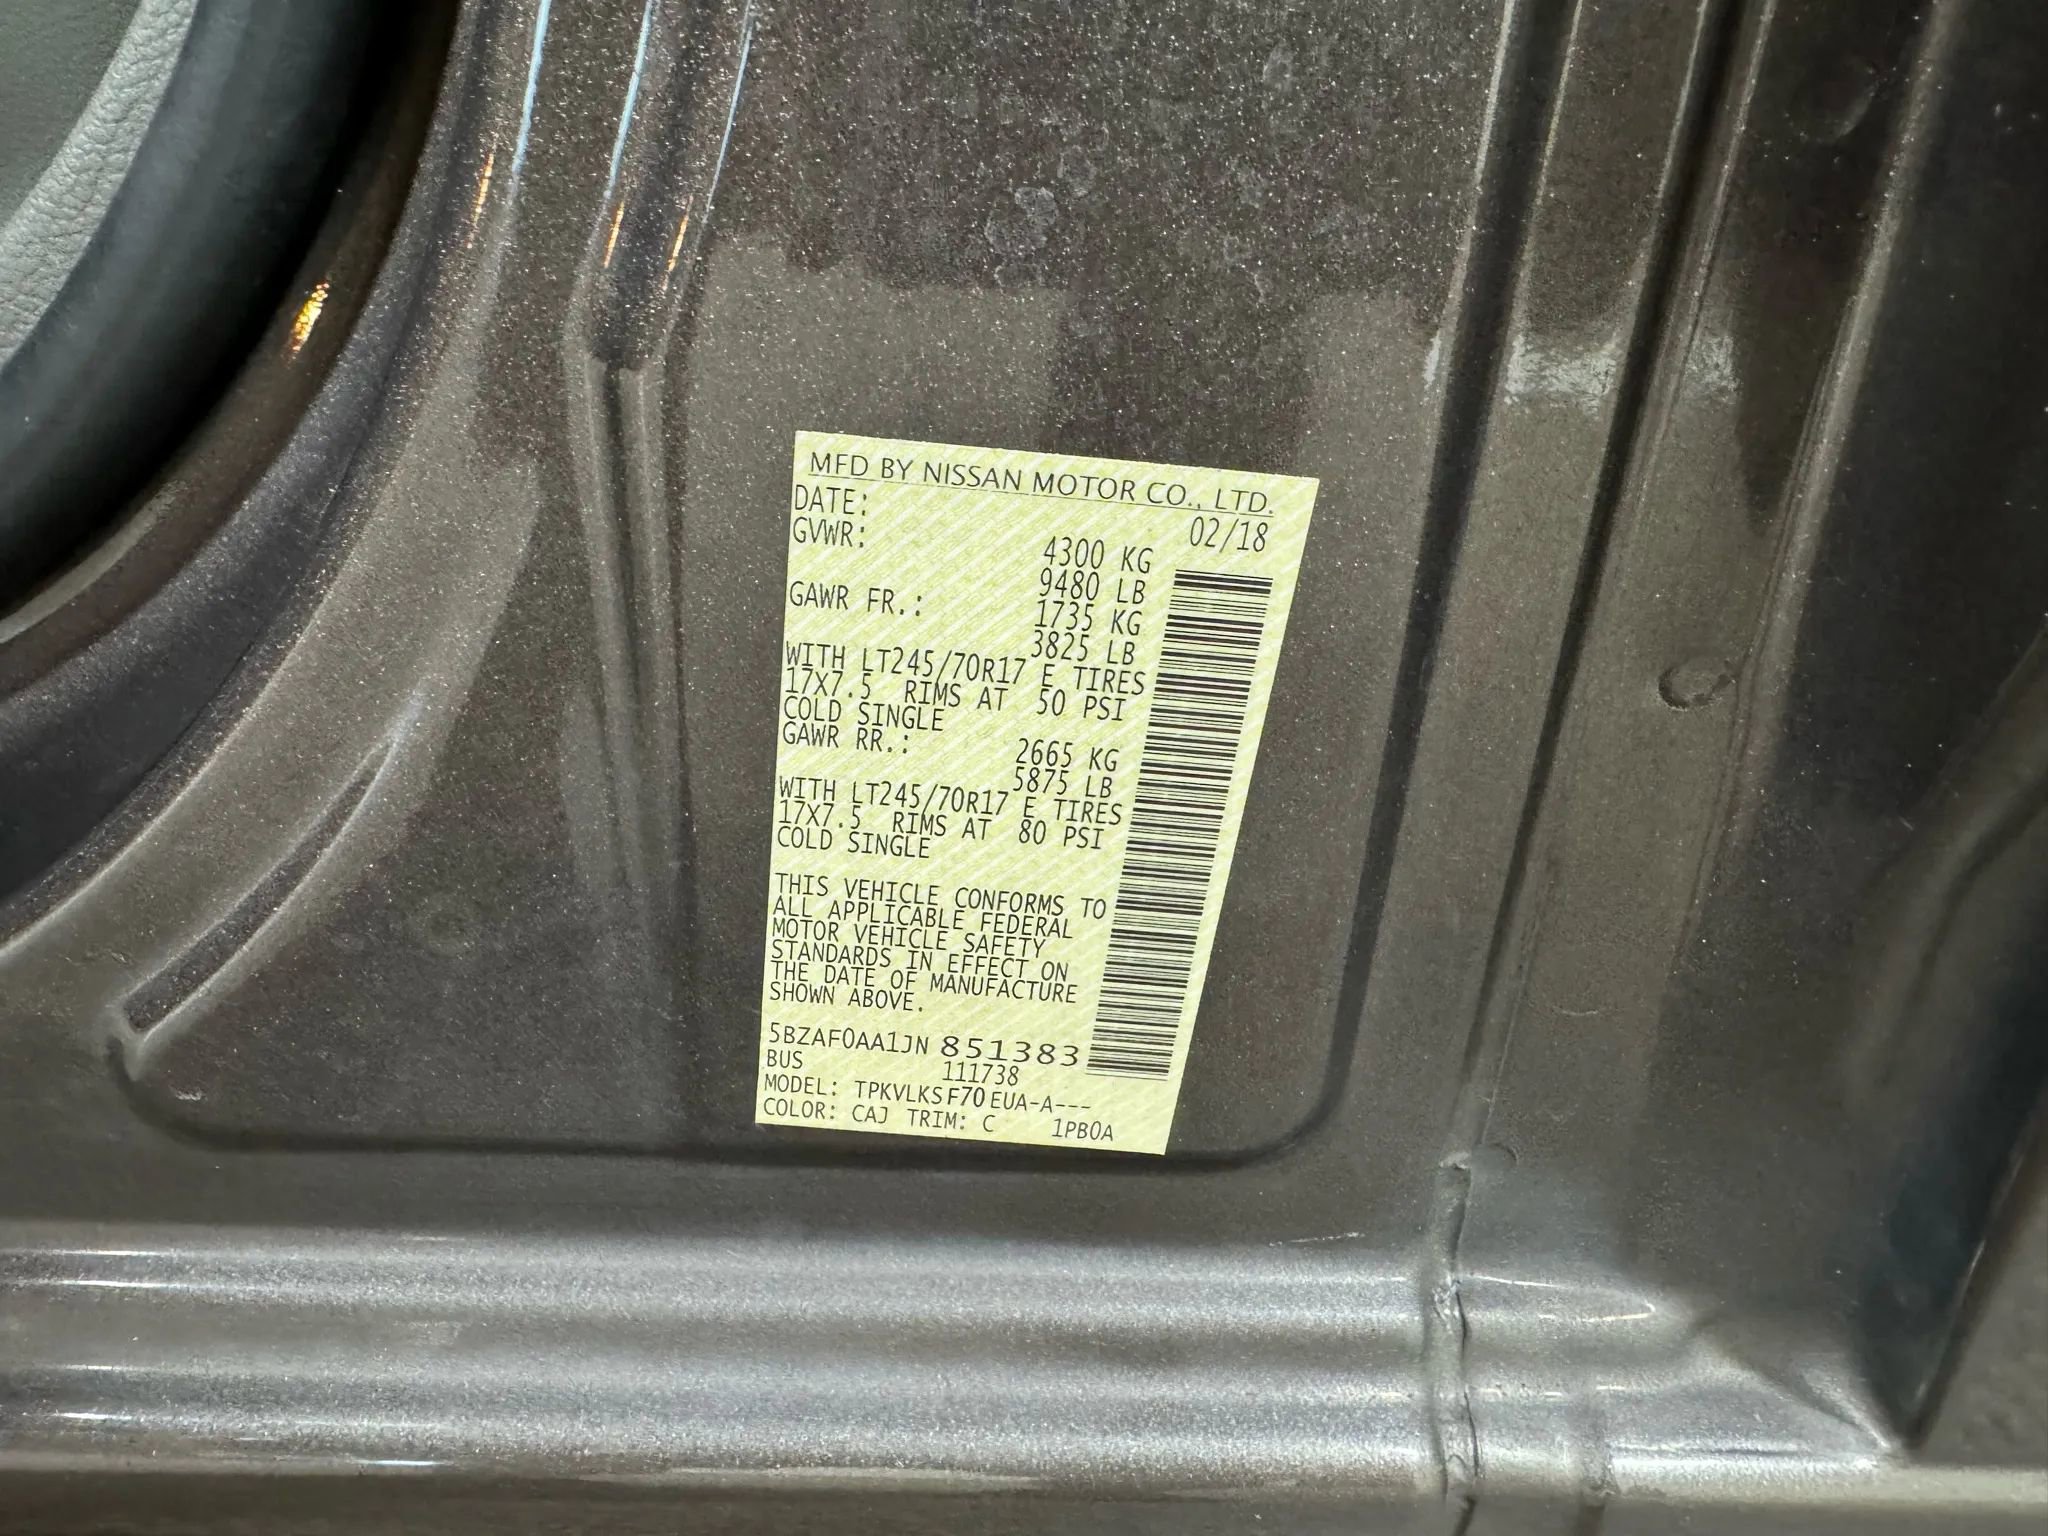 MFD BY NISSAN MOTOR CO., LTD.
DATE: 02/18
GVWR: 4300 KG
9480 LB
GAWR FR.: 1735 KG
3825 LB
WITH LT245/70R17 E TIRES
17X7.5 RIMS AT 50 PSI
COLD SINGLE
GAWR RR.: 2665 KG
5875 LB
WITH LT245/70R17 E TIRES
17X7.5 RIMS AT 80 PSI
COLD SINGLE
THIS VEHICLE CONFORMS TO
ALL APPLICABLE FEDERAL
MOTOR VEHICLE SAFETY
STANDARDS IN EFFECT ON
THE DATE OF MANUFACTURE
SHOWN ABOVE.
5BZAF0AA1JN 851383
BUS 111738
MODEL: TPKVLKSF70EUA-A---
COLOR: CAJ TRIM: C 1PB0A